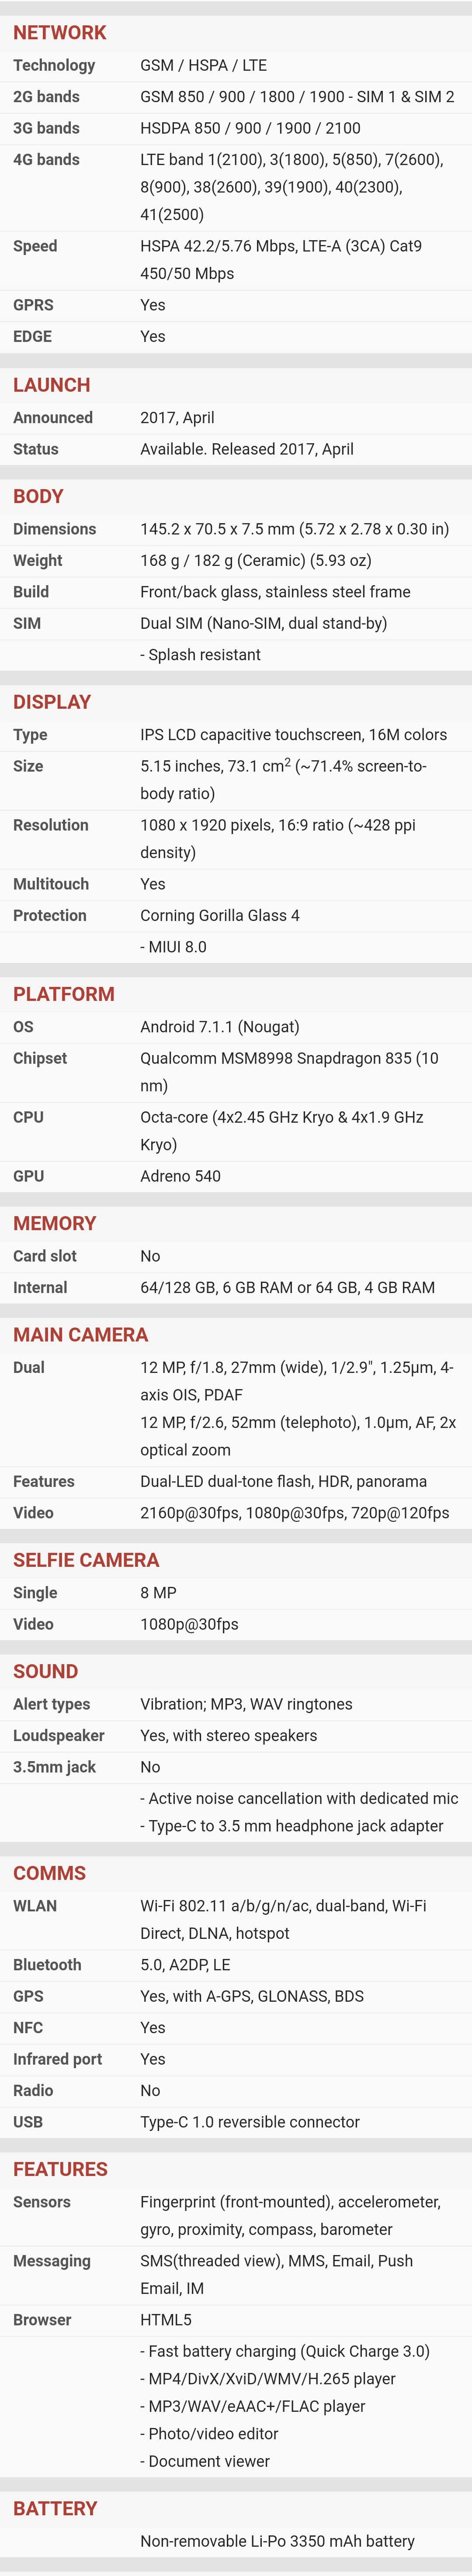 NETWORK
Technology GSM / HSPA / LTE
2G bands GSM 850 / 900 / 1800 / 1900 - SIM 1 & SIM 2
3G bands HSDPA 850 / 900 / 1900 / 2100
4G bands LTE band 1(2100), 3(1800), 5(850), 7(2600),
8(900), 38(2600), 39(1900), 40(2300),
41(2500)
Speed HSPA 42.2/5.76 Mbps, LTE-A (3CA) Cat9
450/50 Mbps
GPRS Yes
EDGE Yes
LAUNCH
Announced 2017, April
Status Available. Released 2017, April
BODY
Dimensions 145.2 x 70.5 x 7.5 mm (5.72 x 2.78 x 0.30 in)
Weight 168 g / 182 g (Ceramic) (5.93 oz)
Build Front/back glass, stainless steel frame
SIM Dual SIM (Nano-SIM, dual stand-by)
- Splash resistant
DISPLAY
Type IPS LCD capacitive touchscreen, 16M colors
Size 5.15 inches, 73.1 cm² (~71.4% screen-to-
body ratio)
Resolution 1080 x 1920 pixels, 16:9 ratio (~428 ppi
density)
Multitouch Yes
Protection Corning Gorilla Glass 4
- MIUI 8.0
PLATFORM
OS Android 7.1.1 (Nougat)
Chipset Qualcomm MSM8998 Snapdragon 835 (10
nm)
CPU Octa-core (4x2.45 GHz Kryo & 4x1.9 GHz
Kryo)
GPU Adreno 540
MEMORY
Card slot No
Internal 64/128 GB, 6 GB RAM or 64 GB, 4 GB RAM
MAIN CAMERA
Dual 12 MP, f/1.8, 27mm (wide), 1/2.9", 1.25µm, 4-
axis OIS, PDAF
12 MP, f/2.6, 52mm (telephoto), 1.0µm, AF, 2x
optical zoom
Features Dual-LED dual-tone flash, HDR, panorama
Video 2160p@30fps, 1080p@30fps, 720p@120fps
SELFIE CAMERA
Single 8 MP
Video 1080p@30fps
SOUND
Alert types Vibration; MP3, WAV ringtones
Loudspeaker Yes, with stereo speakers
3.5mm jack No
- Active noise cancellation with dedicated mic
- Type-C to 3.5 mm headphone jack adapter
COMMS
WLAN Wi-Fi 802.11 a/b/g/n/ac, dual-band, Wi-Fi
Direct, DLNA, hotspot
Bluetooth 5.0, A2DP, LE
GPS Yes, with A-GPS, GLONASS, BDS
NFC Yes
Infrared port Yes
Radio No
USB Type-C 1.0 reversible connector
FEATURES
Sensors Fingerprint (front-mounted), accelerometer,
gyro, proximity, compass, barometer
Messaging SMS(threaded view), MMS, Email, Push
Email, IM
Browser HTML5
- Fast battery charging (Quick Charge 3.0)
- MP4/DivX/XviD/WMV/H.265 player
- MP3/WAV/eAAC+/FLAC player
- Photo/video editor
- Document viewer
BATTERY
Non-removable Li-Po 3350 mAh battery